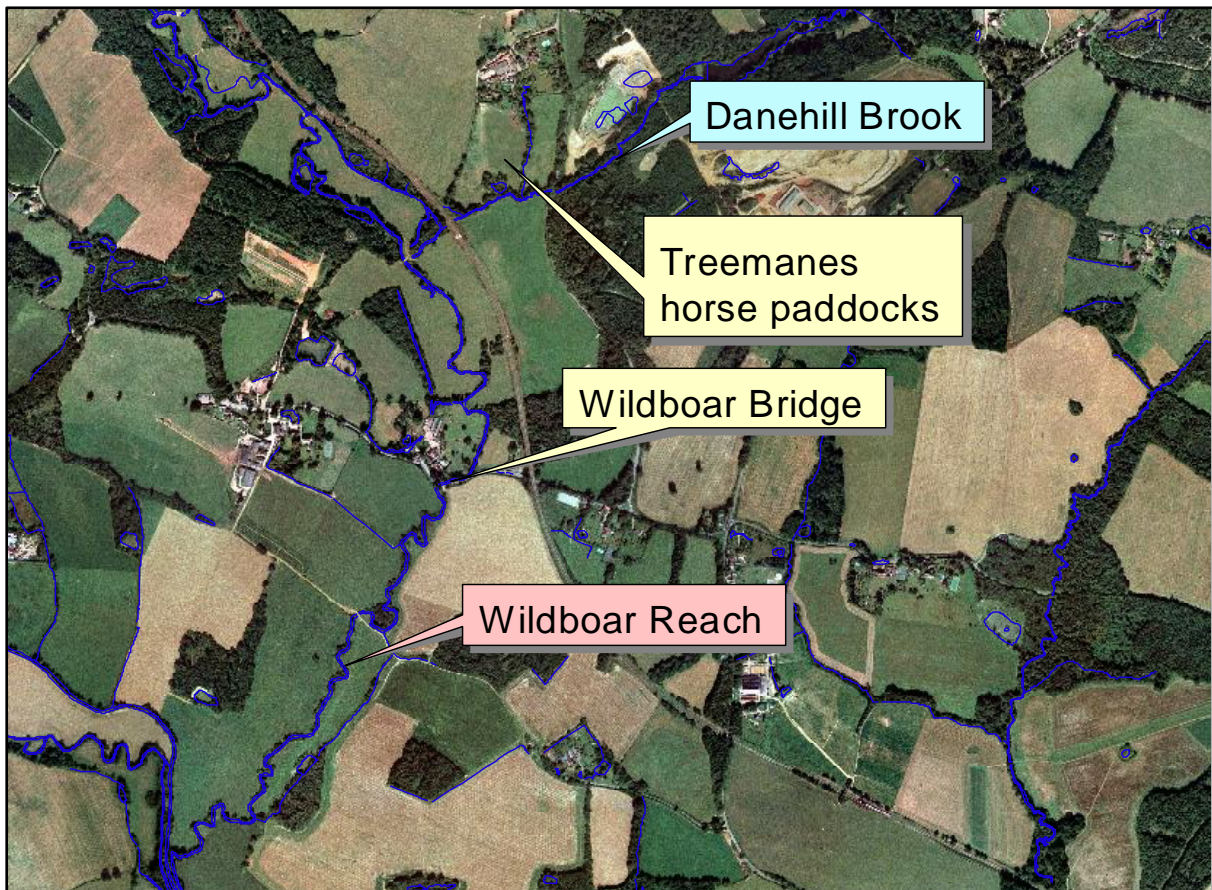 Danehill Brook
Treemanes
horse paddocks
Wildboar Bridge
Wildboar Reach